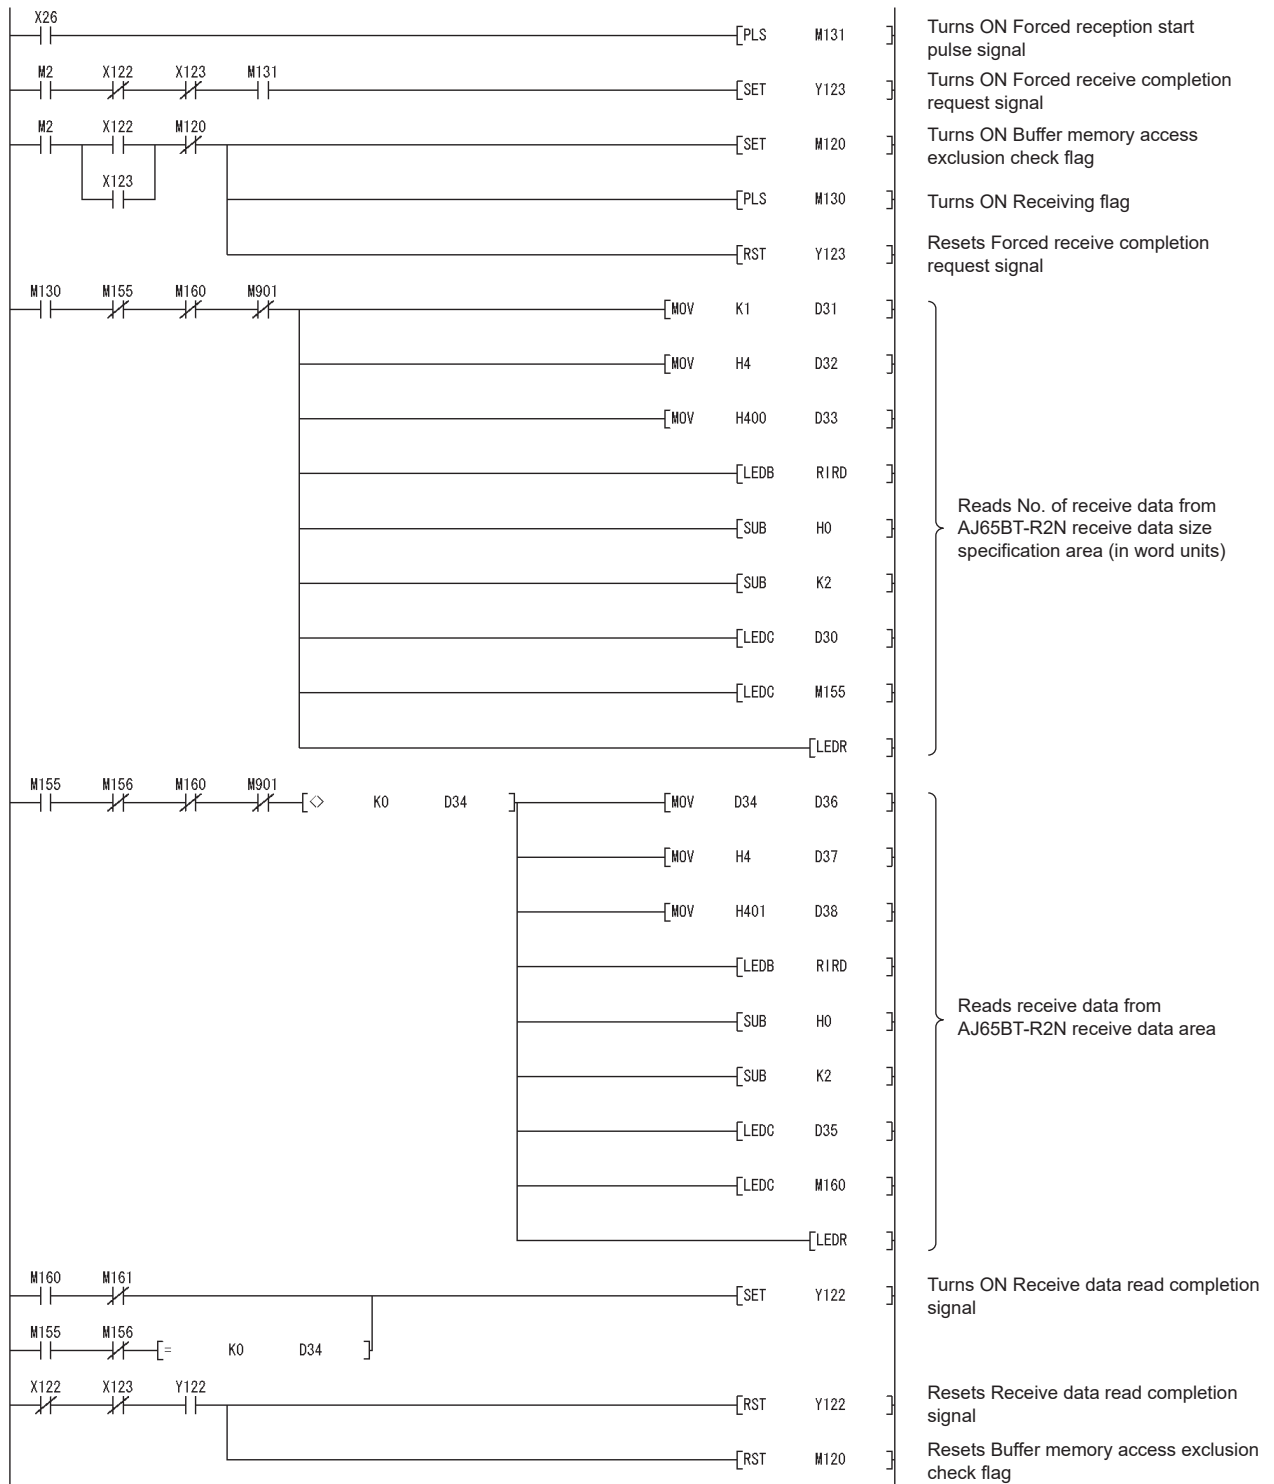 X26
[PLS M131 ]
Turns ON Forced reception start
pulse signal
M2 X122 X123 M131
[SET Y123 ]
Turns ON Forced receive completion
request signal
M2 X122 M120
[SET M120 ]
Turns ON Buffer memory access
exclusion check flag
X123
[PLS M130 ]
Turns ON Receiving flag
[RST Y123 ]
Resets Forced receive completion
request signal
M130 M155 M160 M901
[MOV K1 D31 ]
[MOV H4 D32 ]
[MOV H400 D33 ]
[LEDB RIRD ]
[SUB H0 ]
[SUB K2 ]
[LEDC D30 ]
[LEDC M155 ]
[LEDR ]
Reads No. of receive data from
AJ65BT-R2N receive data size
specification area (in word units)
M155 M156 M160 M901
[<> K0 D34 ]
[MOV D34 D36 ]
[MOV H4 D37 ]
[MOV H401 D38 ]
[LEDB RIRD ]
[SUB H0 ]
[SUB K2 ]
[LEDC D35 ]
[LEDC M160 ]
[LEDR ]
Reads receive data from
AJ65BT-R2N receive data area
M160 M161
[SET Y122 ]
Turns ON Receive data read completion
signal
M155 M156
[= K0 D34 ]
X122 X123 Y122
[RST Y122 ]
Resets Receive data read completion
signal
[RST M120 ]
Resets Buffer memory access exclusion
check flag